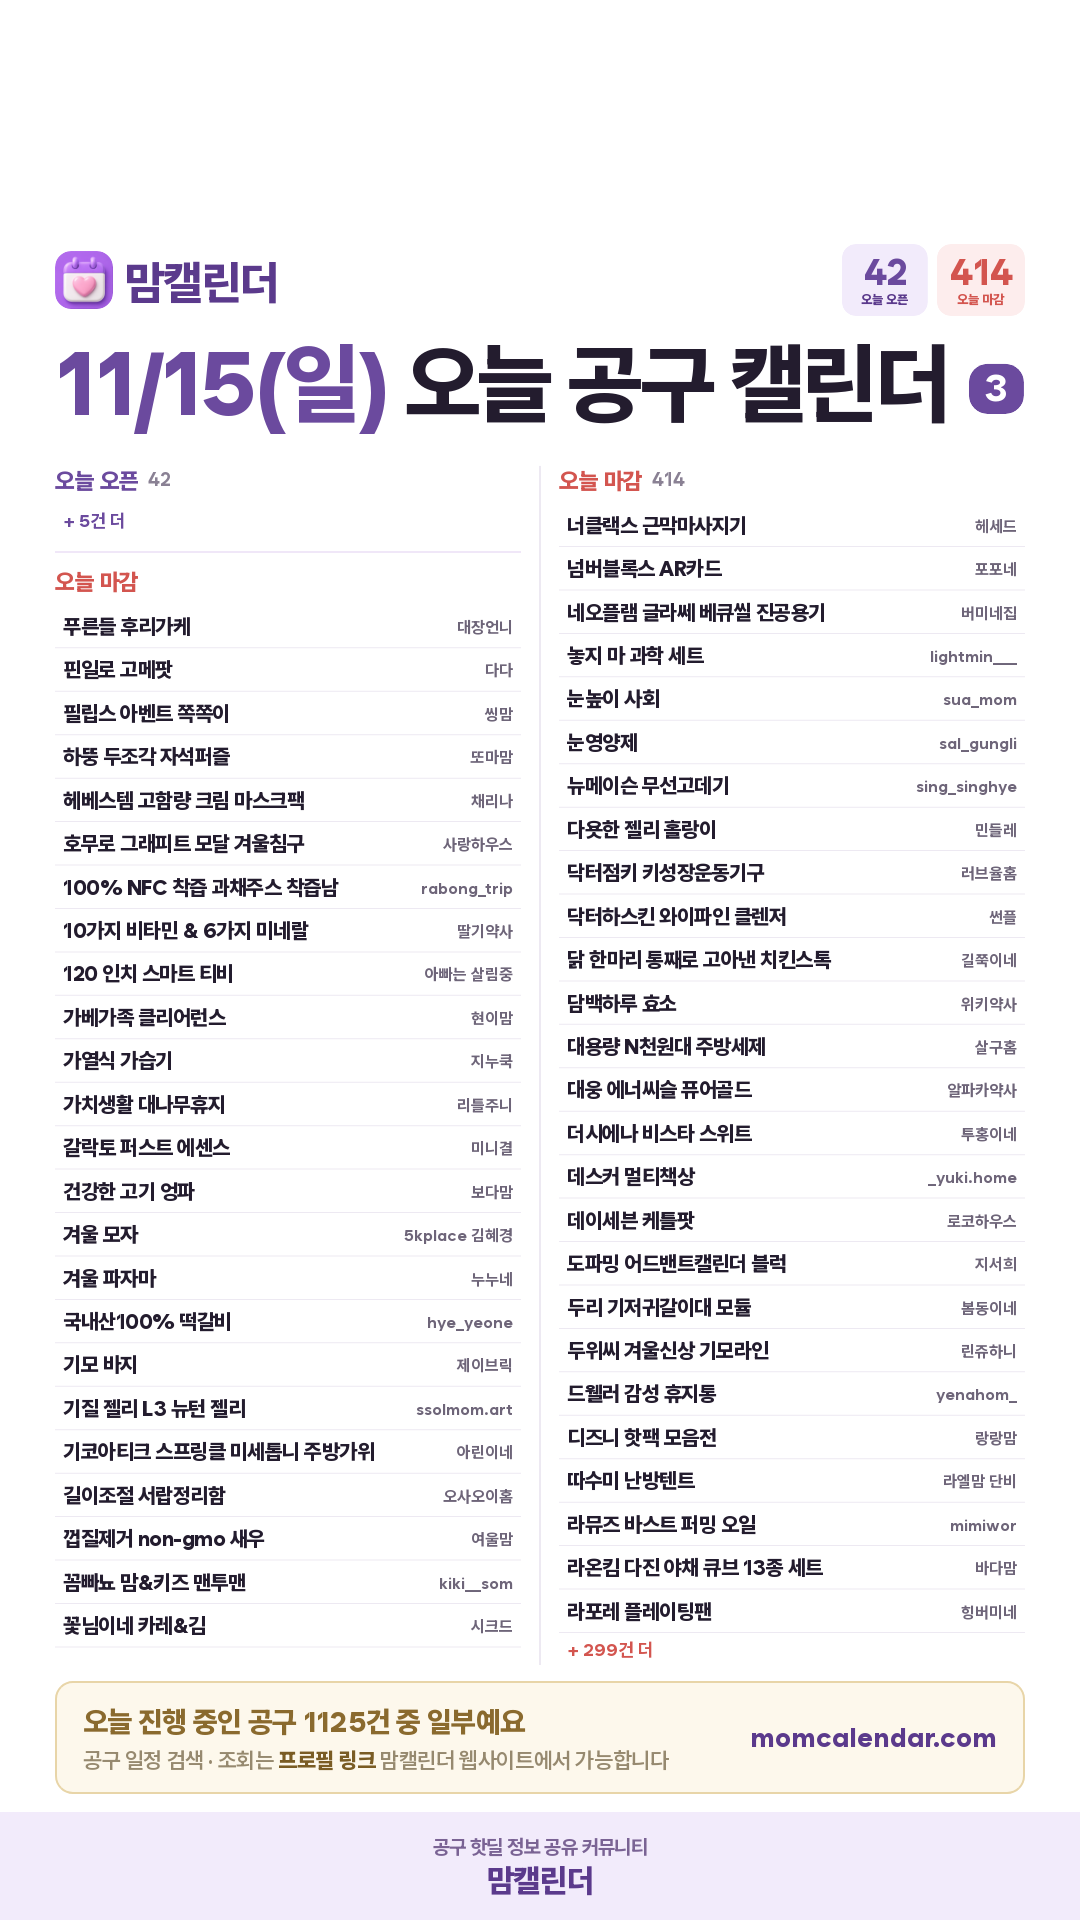 맘캘린더
42
오늘 오픈
414
오늘 마감
11/15(일) 오늘 공구 캘린더 3
오늘 오픈 42
+ 5건 더
오늘 마감
푸른들 후리가케 대장언니
핀일로 고메팟 다다
필립스 아벤트 쪽쪽이 씽맘
하뚱 두조각 자석퍼즐 또마맘
헤베스템 고함량 크림 마스크팩 채리나
호무로 그래피트 모달 겨울침구 사랑하우스
100% NFC 착즙 과채주스 착즙남 rabong_trip
10가지 비타민 & 6가지 미네랄 딸기약사
120 인치 스마트 티비 아빠는 살림중
가베가족 클리어런스 현이맘
가열식 가습기 지누쿡
가치생활 대나무휴지 리틀주니
갈락토 퍼스트 에센스 미니결
건강한 고기 엉파 보다맘
겨울 모자 5kplace 김혜경
겨울 파자마 누누네
국내산100% 떡갈비 hye_yeone
기모 바지 제이브릭
기질 젤리 L3 뉴턴 젤리 ssolmom.art
기코아티크 스프링클 미세톱니 주방가위 아린이네
길이조절 서랍정리함 오사오이홈
껍질제거 non-gmo 새우 여울맘
꼼빠뇨 맘&키즈 맨투맨 kiki__som
꽃님이네 카레&김 시크드
오늘 마감 414
너클랙스 근막마사지기 헤세드
넘버블록스 AR카드 포포네
네오플램 글라쎄 베큐씰 진공용기 버미네집
놓지 마 과학 세트 lightmin___
눈높이 사회 sua_mom
눈영양제 sal_gungli
뉴메이슨 무선고데기 sing_singhye
다욧한 젤리 홀랑이 민들레
닥터점키 키성장운동기구 러브율홈
닥터하스킨 와이파인 클렌저 썬플
닭 한마리 통째로 고아낸 치킨스톡 길쭉이네
담백하루 효소 위키약사
대용량 N천원대 주방세제 살구홈
대웅 에너씨슬 퓨어골드 알파카약사
더시에나 비스타 스위트 투홍이네
데스커 멀티책상 _yuki.home
데이세븐 케틀팟 로코하우스
도파밍 어드밴트캘린더 블럭 지서희
두리 기저귀갈이대 모듈 봄동이네
두위씨 겨울신상 기모라인 린쥬하니
드웰러 감성 휴지통 yenahom_
디즈니 핫팩 모음전 랑랑맘
따수미 난방텐트 라엘맘 단비
라뮤즈 바스트 퍼밍 오일 mimiwor
라온킴 다진 야채 큐브 13종 세트 바다맘
라포레 플레이팅팬 힝버미네
+ 299건 더
오늘 진행 중인 공구 1125건 중 일부예요
공구 일정 검색 · 조회는 프로필 링크 맘캘린더 웹사이트에서 가능합니다
momcalendar.com
공구 핫딜 정보 공유 커뮤니티
맘캘린더